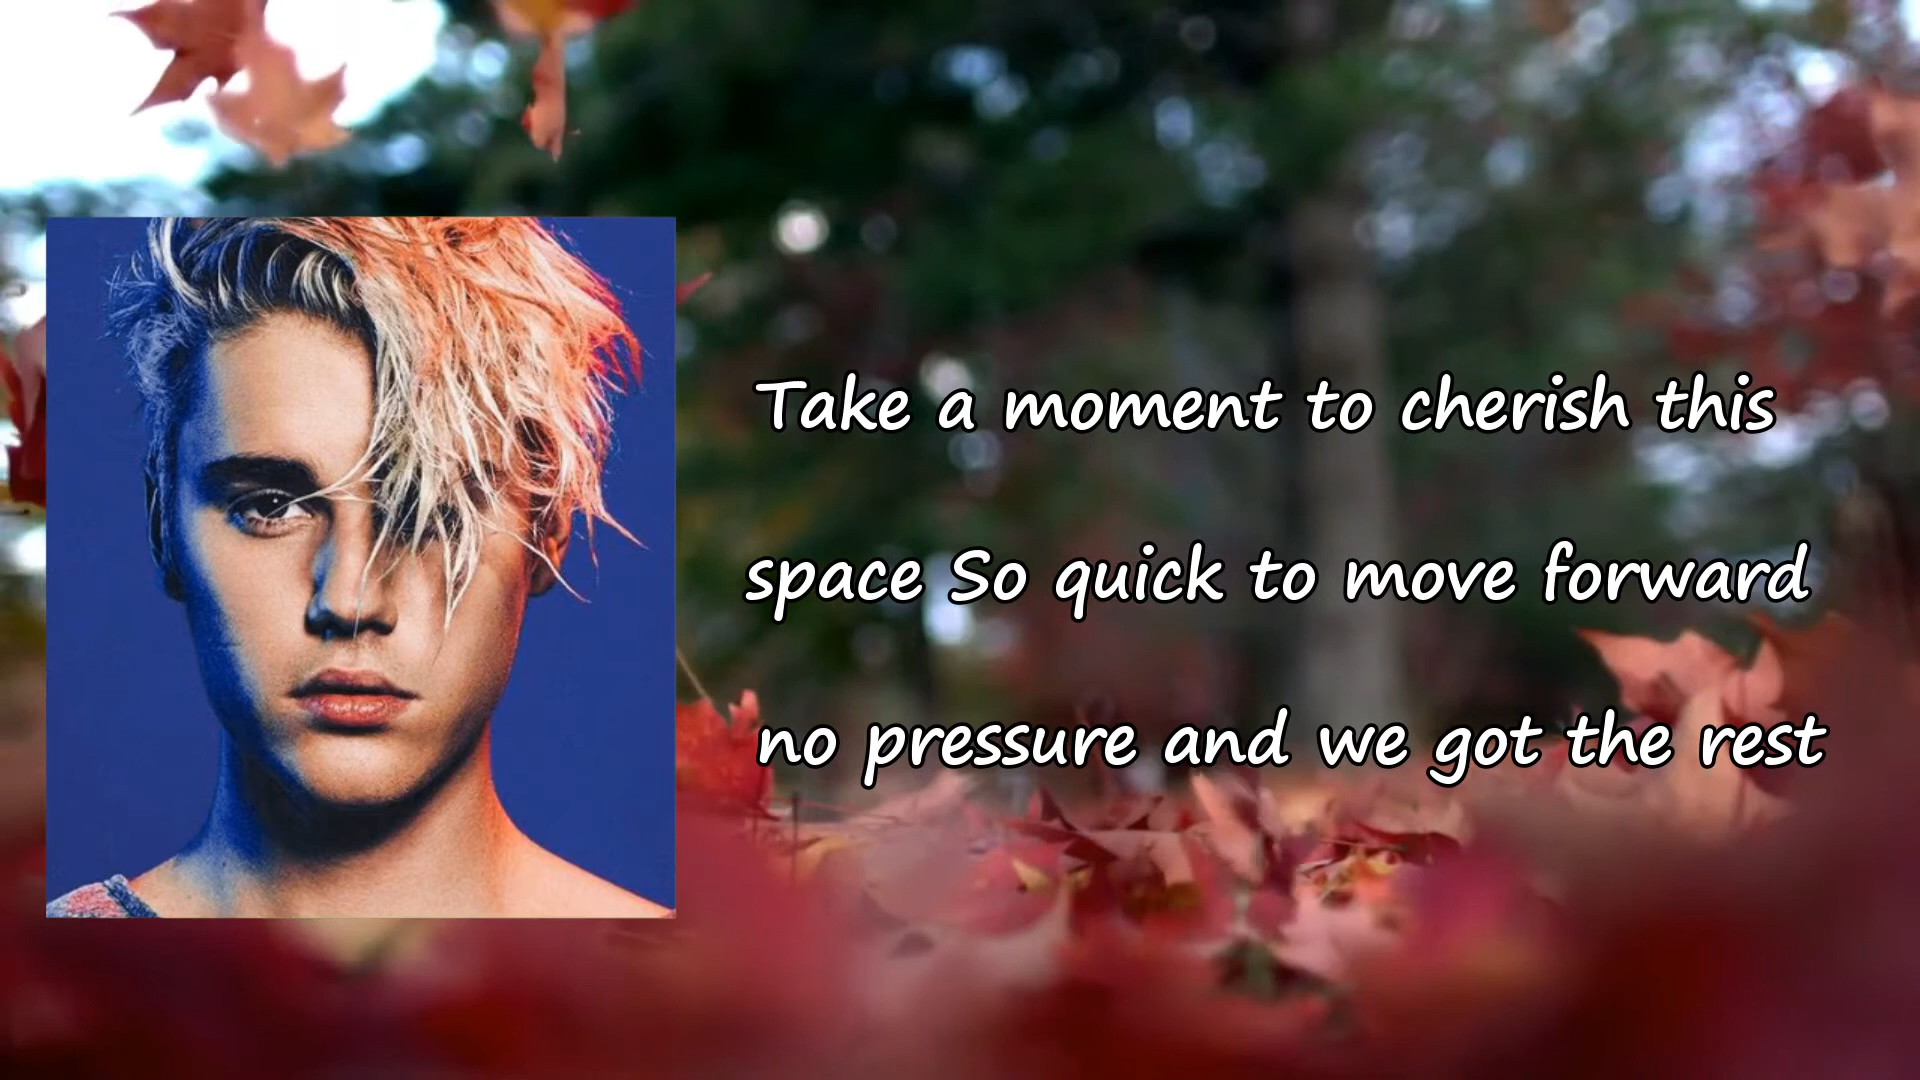 Take a moment to cherish this
space So quick to move forward
no pressure and we got the rest